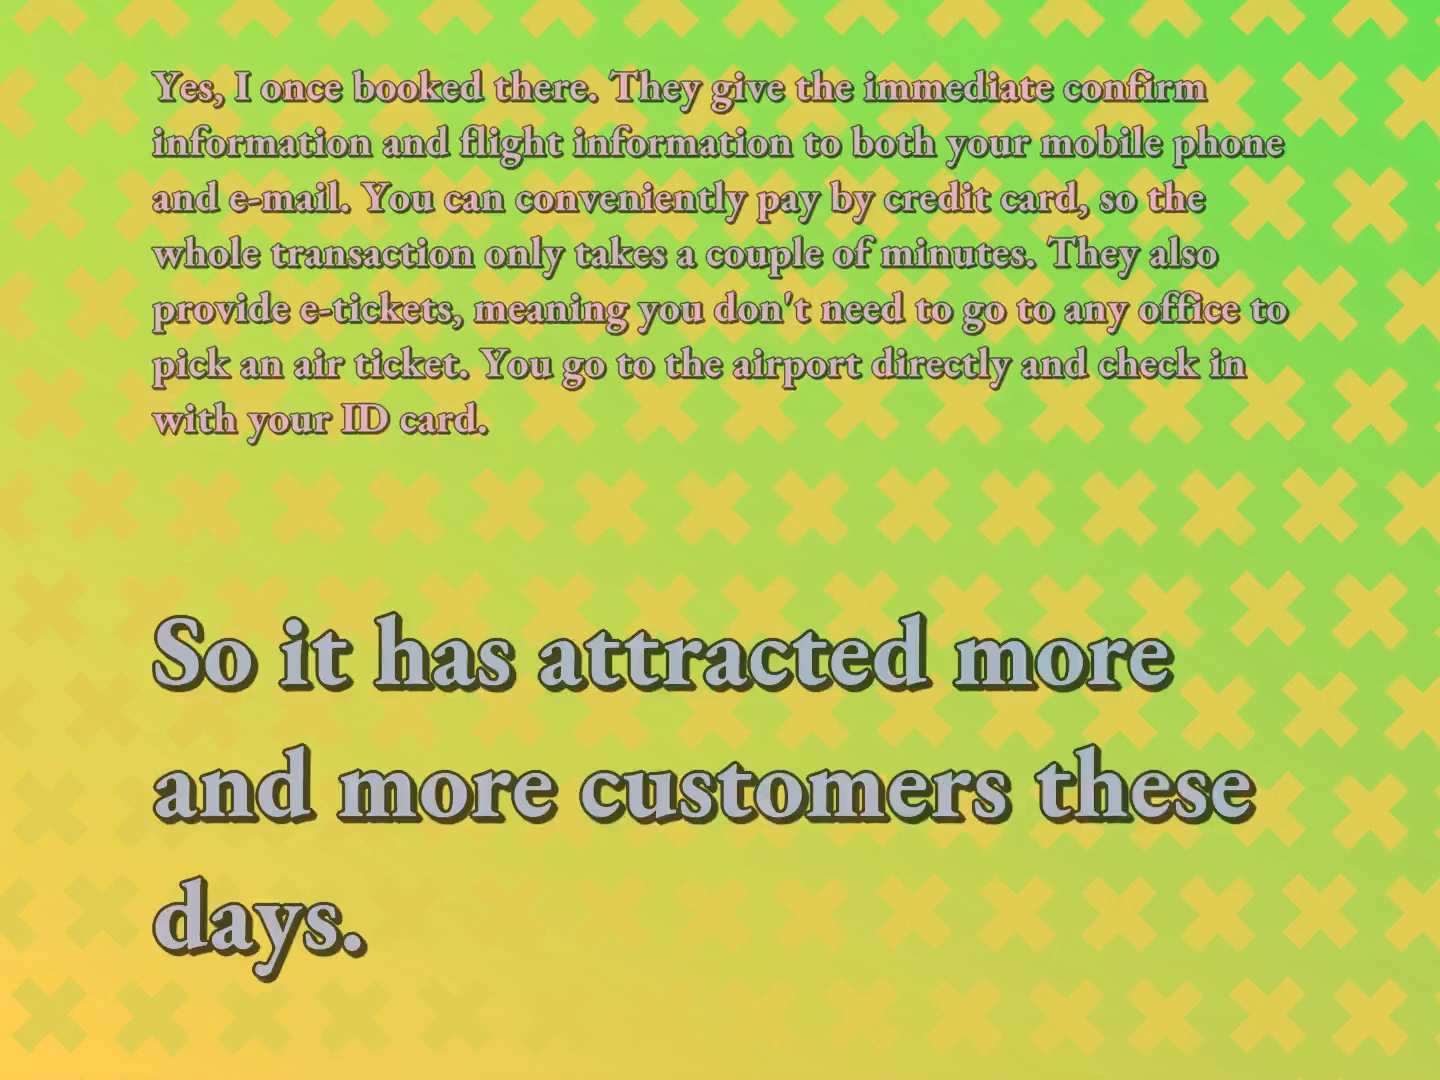 Yes, I once booked there. They give the immediate confirm
information and flight information to both your mobile phone
and e-mail. You can conveniently pay by credit card, so the
whole transaction only takes a couple of minutes. They also
provide e-tickets, meaning you don't need to go to any office to
pick an air ticket. You go to the airport directly and check in
with your ID card.
So it has attracted more
and more customers these
days.